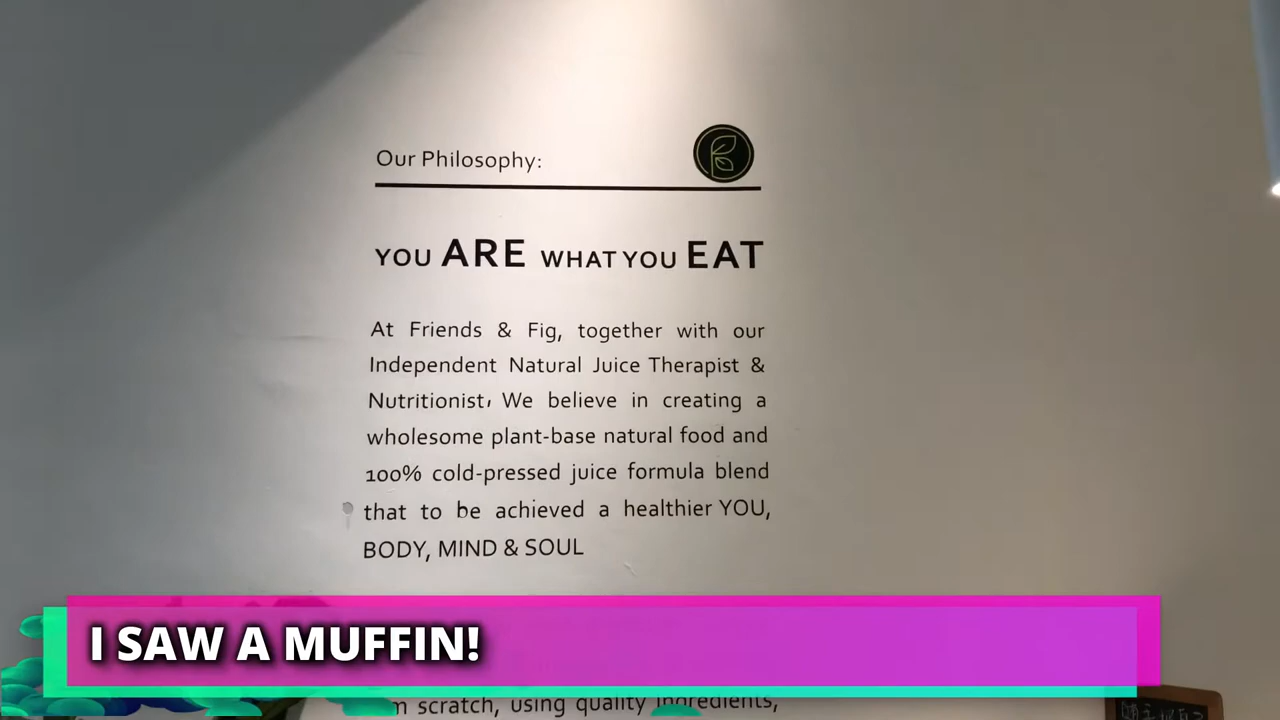 Our Philosophy:
YOU ARE WHAT YOU EAT
At Friends & Fig, together with our
Independent Natural Juice Therapist &
Nutritionist, We believe in creating a
wholesome plant-base natural food and
100% cold-pressed juice formula blend
that to be achieved a healthier YOU,
BODY, MIND & SOUL
I SAW A MUFFIN!
scratch, using quality ingredients,